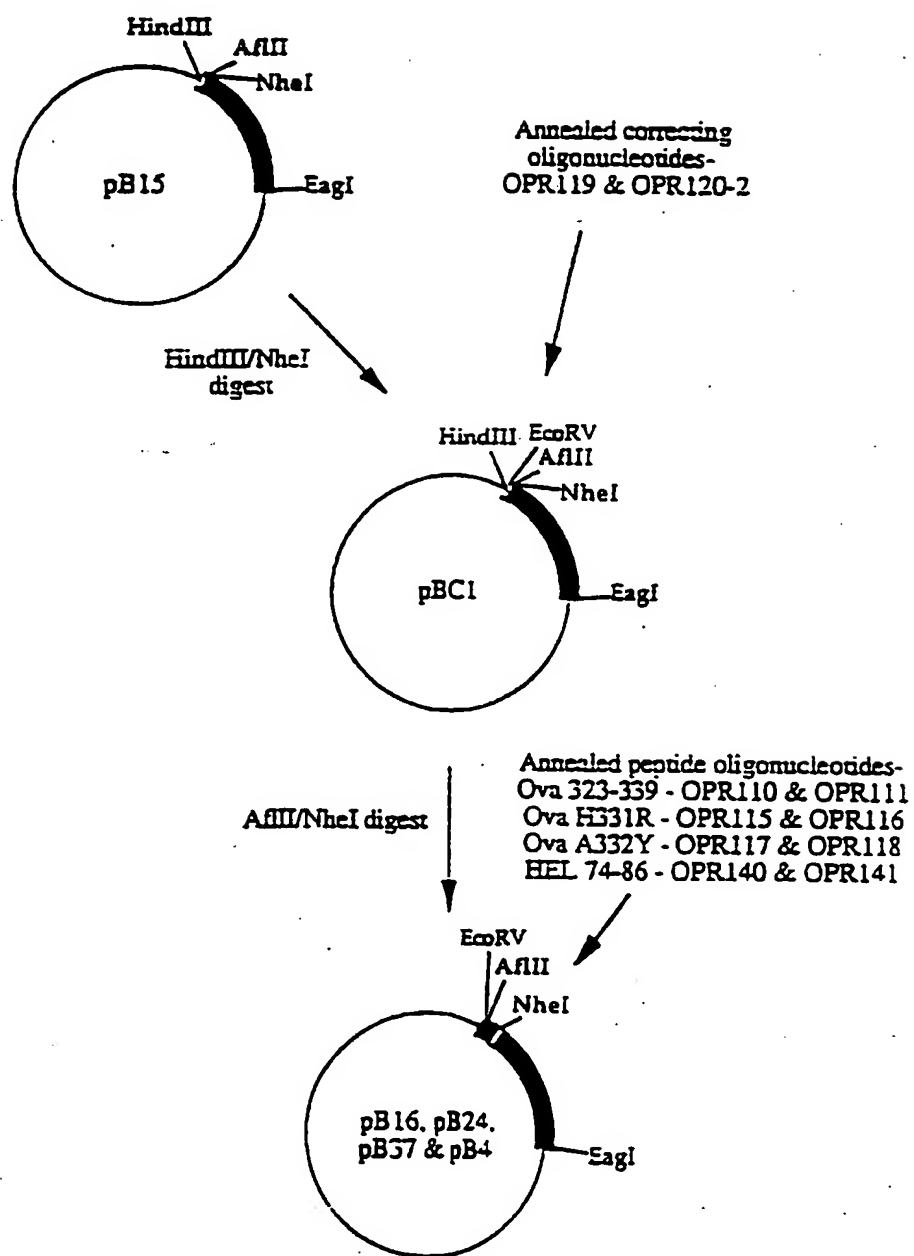 HindIII
AflII
NheI
pB15
EagI
Annealed correcting
oligonucleotides-
OPR119 & OPR120-2
HindIII/NheI
digest
HindIII
EcoRV
AflII
NheI
pBC1
EagI
AflII/NheI digest
Annealed peptide oligonucleotides-
Ova 323-339 - OPR110 & OPR111
Ova H331R - OPR115 & OPR116
Ova A332Y - OPR117 & OPR118
HEL 74-86 - OPR140 & OPR141
EcoRV
AflII
NheI
pB16, pB24,
pB37 & pB4
EagI